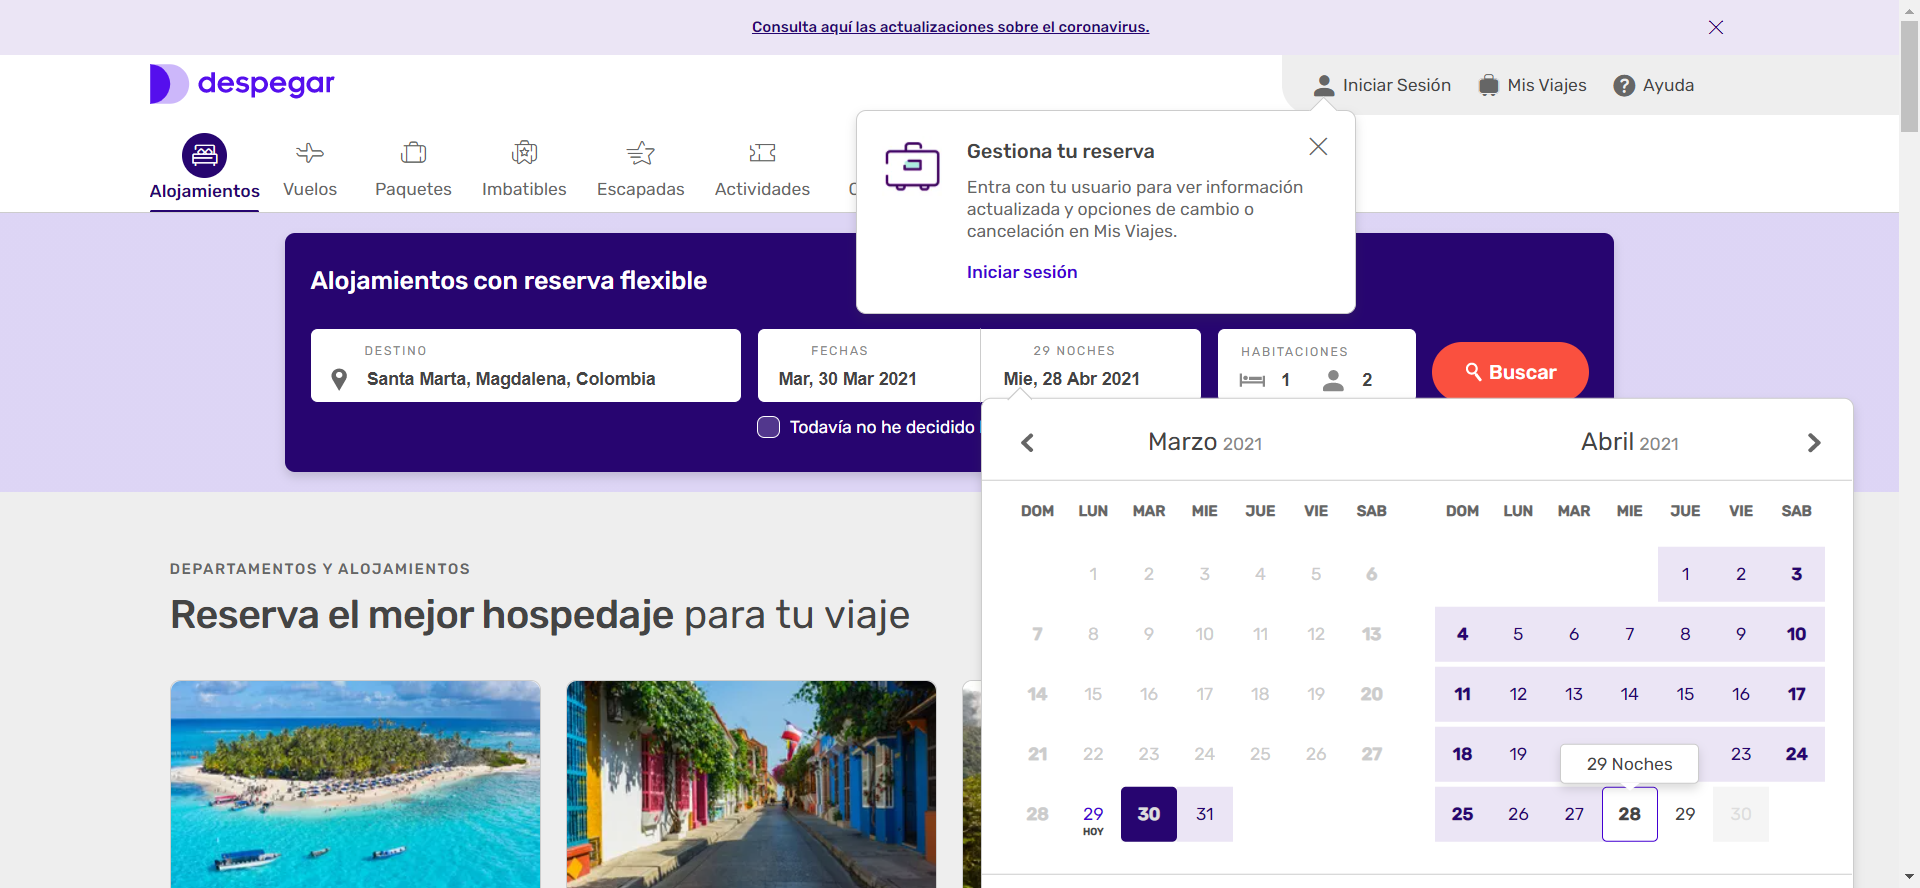 Consulta aquí las actualizaciones sobre el coronavirus.
despegar
Iniciar Sesión
Mis Viajes
Ayuda
Alojamientos
Vuelos
Paquetes
Imbatibles
Escapadas
Actividades
Gestiona tu reserva
Entra con tu usuario para ver información
actualizada y opciones de cambio o
cancelación en Mis Viajes.
Iniciar sesión
Alojamientos con reserva flexible
DESTINO
Santa Marta, Magdalena, Colombia
FECHAS
Mar, 30 Mar 2021
29 NOCHES
Mie, 28 Abr 2021
HABITACIONES
1 2
Buscar
Todavía no he decidido
Marzo 2021
DOM LUN MAR MIE JUE VIE SAB
1 2 3 4 5 6
7 8 9 10 11 12 13
14 15 16 17 18 19 20
21 22 23 24 25 26 27
28 29 30 31
HOY
Abril 2021
DOM LUN MAR MIE JUE VIE SAB
1 2 3
4 5 6 7 8 9 10
11 12 13 14 15 16 17
18 19 23 24
29 Noches
25 26 27 28 29 30
DEPARTAMENTOS Y ALOJAMIENTOS
Reserva el mejor hospedaje para tu viaje